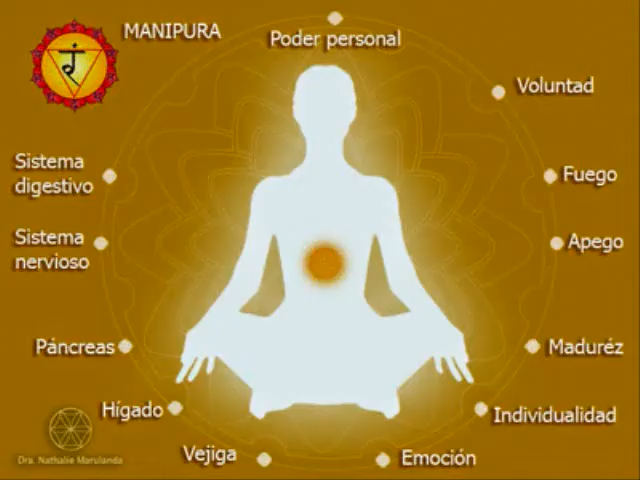 MANIPURA
Poder personal
Voluntad
Sistema
digestivo
Fuego
Sistema
nervioso
Apego
Páncreas
Maduréz
Hígado
Individualidad
Vejiga
Emoción
Dra. Nathalie Marulanda